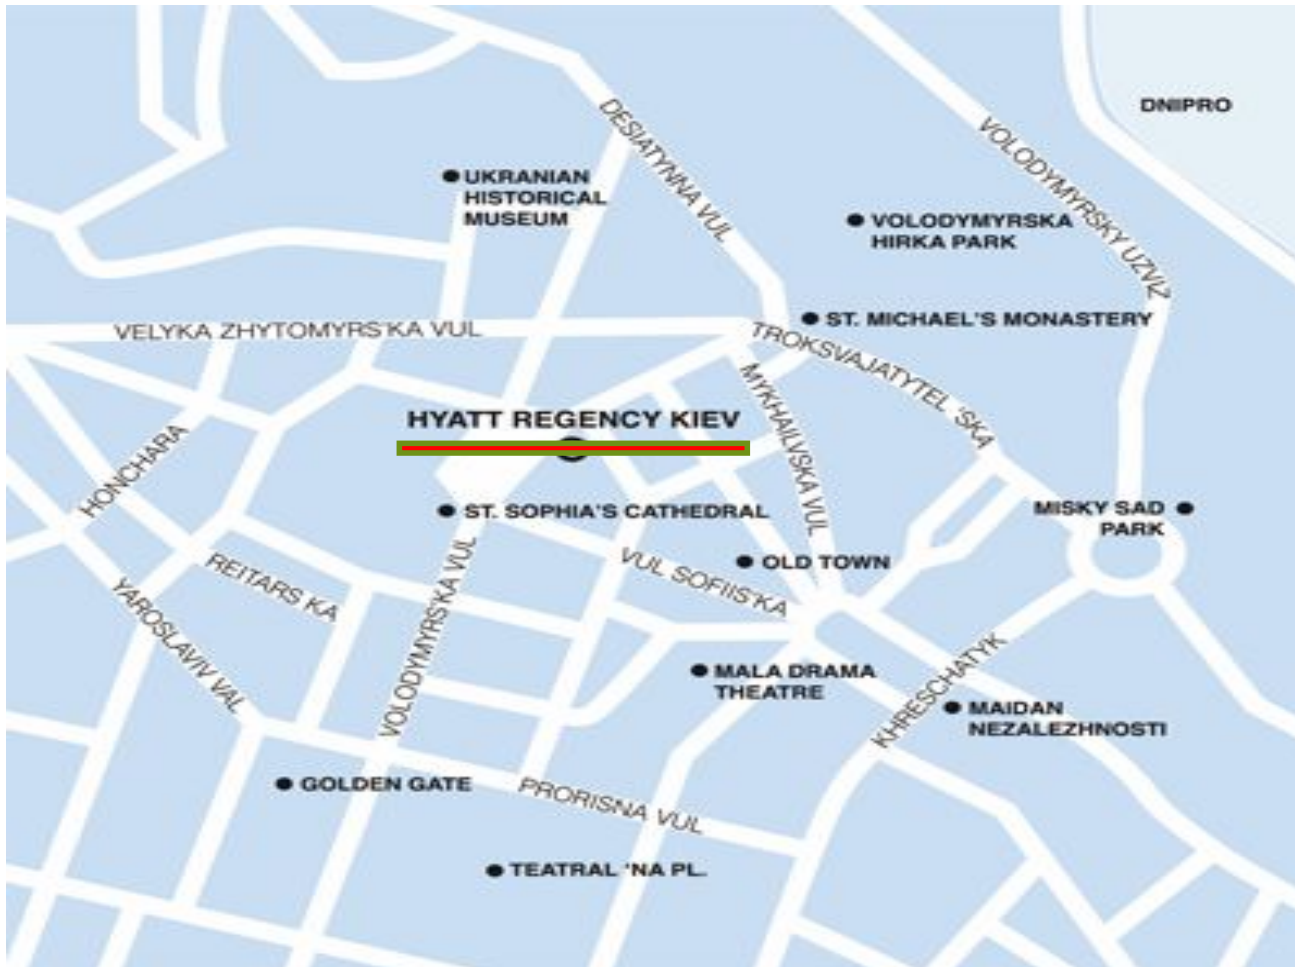 DNIPRO
DESIATYNNA VUL
VOLODYMYRSKY UZVIZ
UKRANIAN
HISTORICAL
MUSEUM
VOLODYMYRSKA
HIRKA PARK
ST. MICHAEL'S MONASTERY
VELYKA ZHYTOMYRS'KA VUL
TROKSVAJATYTEL 'SKA
MYKHAILVSKA VUL
HYATT REGENCY KIEV
HONCHARA
ST. SOPHIA'S CATHEDRAL
MISKY SAD
PARK
VUL SOFIIS'KA
OLD TOWN
REITARS KA
VOLODYMYRS'KA VUL
YAROSLAVIV VAL
MALA DRAMA
THEATRE
KHRESCHATYK
MAIDAN
NEZALEZHNOSTI
GOLDEN GATE
PRORISNA VUL
TEATRAL 'NA PL.